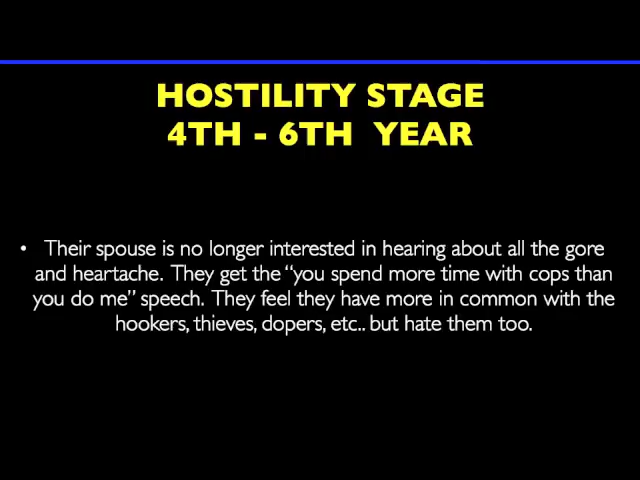 HOSTILITY STAGE
4TH - 6TH YEAR
• Their spouse is no longer interested in hearing about all the gore
and heartache. They get the “you spend more time with cops than
you do me” speech. They feel they have more in common with the
hookers, thieves, dopers, etc.. but hate them too.